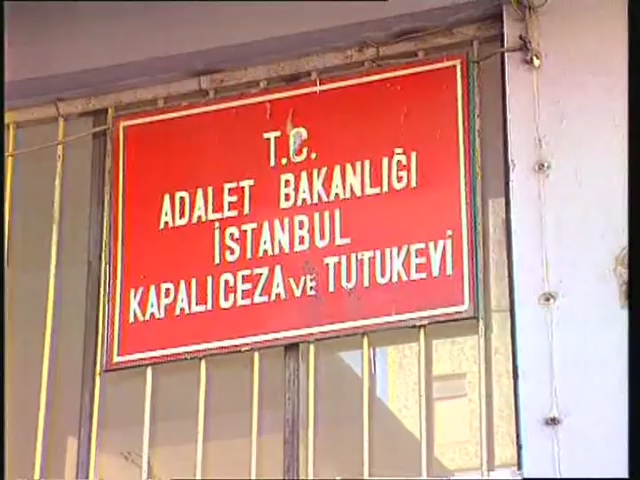 T.C.
ADALET BAKANLIĞI
İSTANBUL
KAPALI CEZA VE TUTUKEVİ